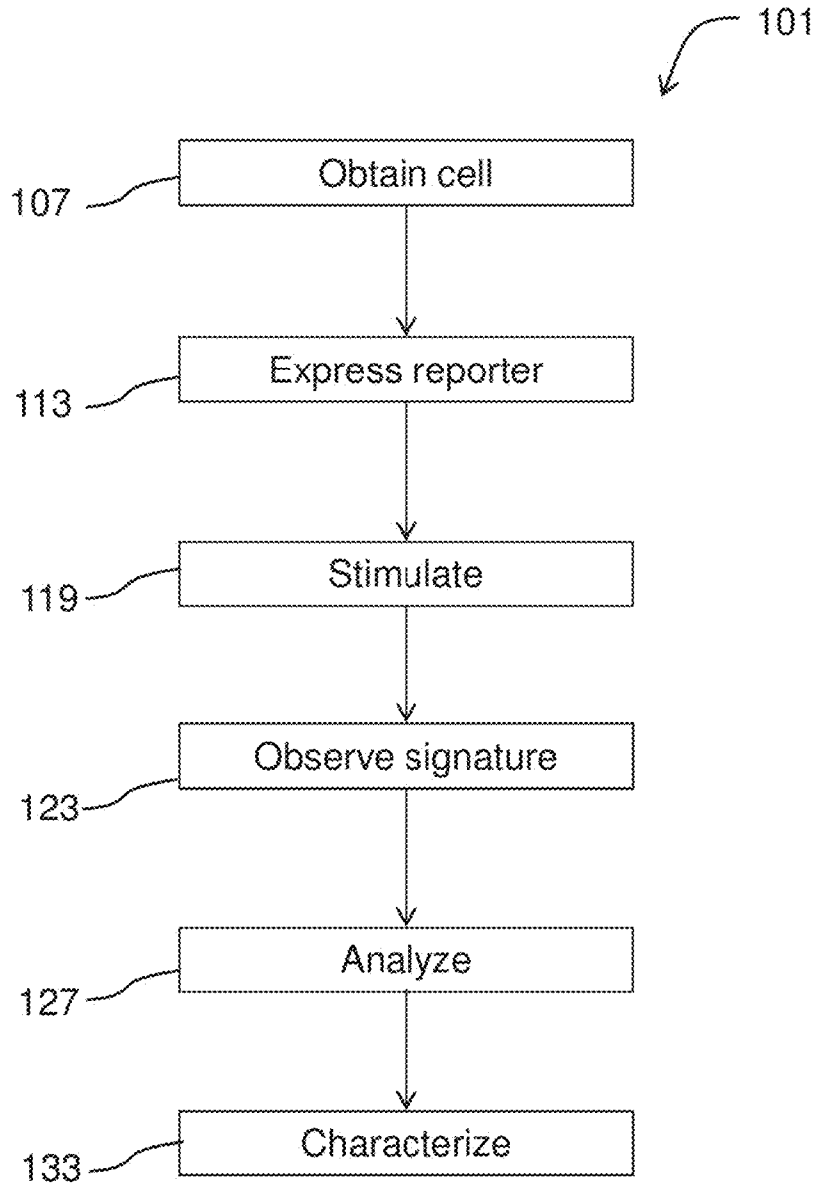 101
Obtain cell
107
Express reporter
113
Stimulate
119
Observe signature
123
Analyze
127
Characterize
133